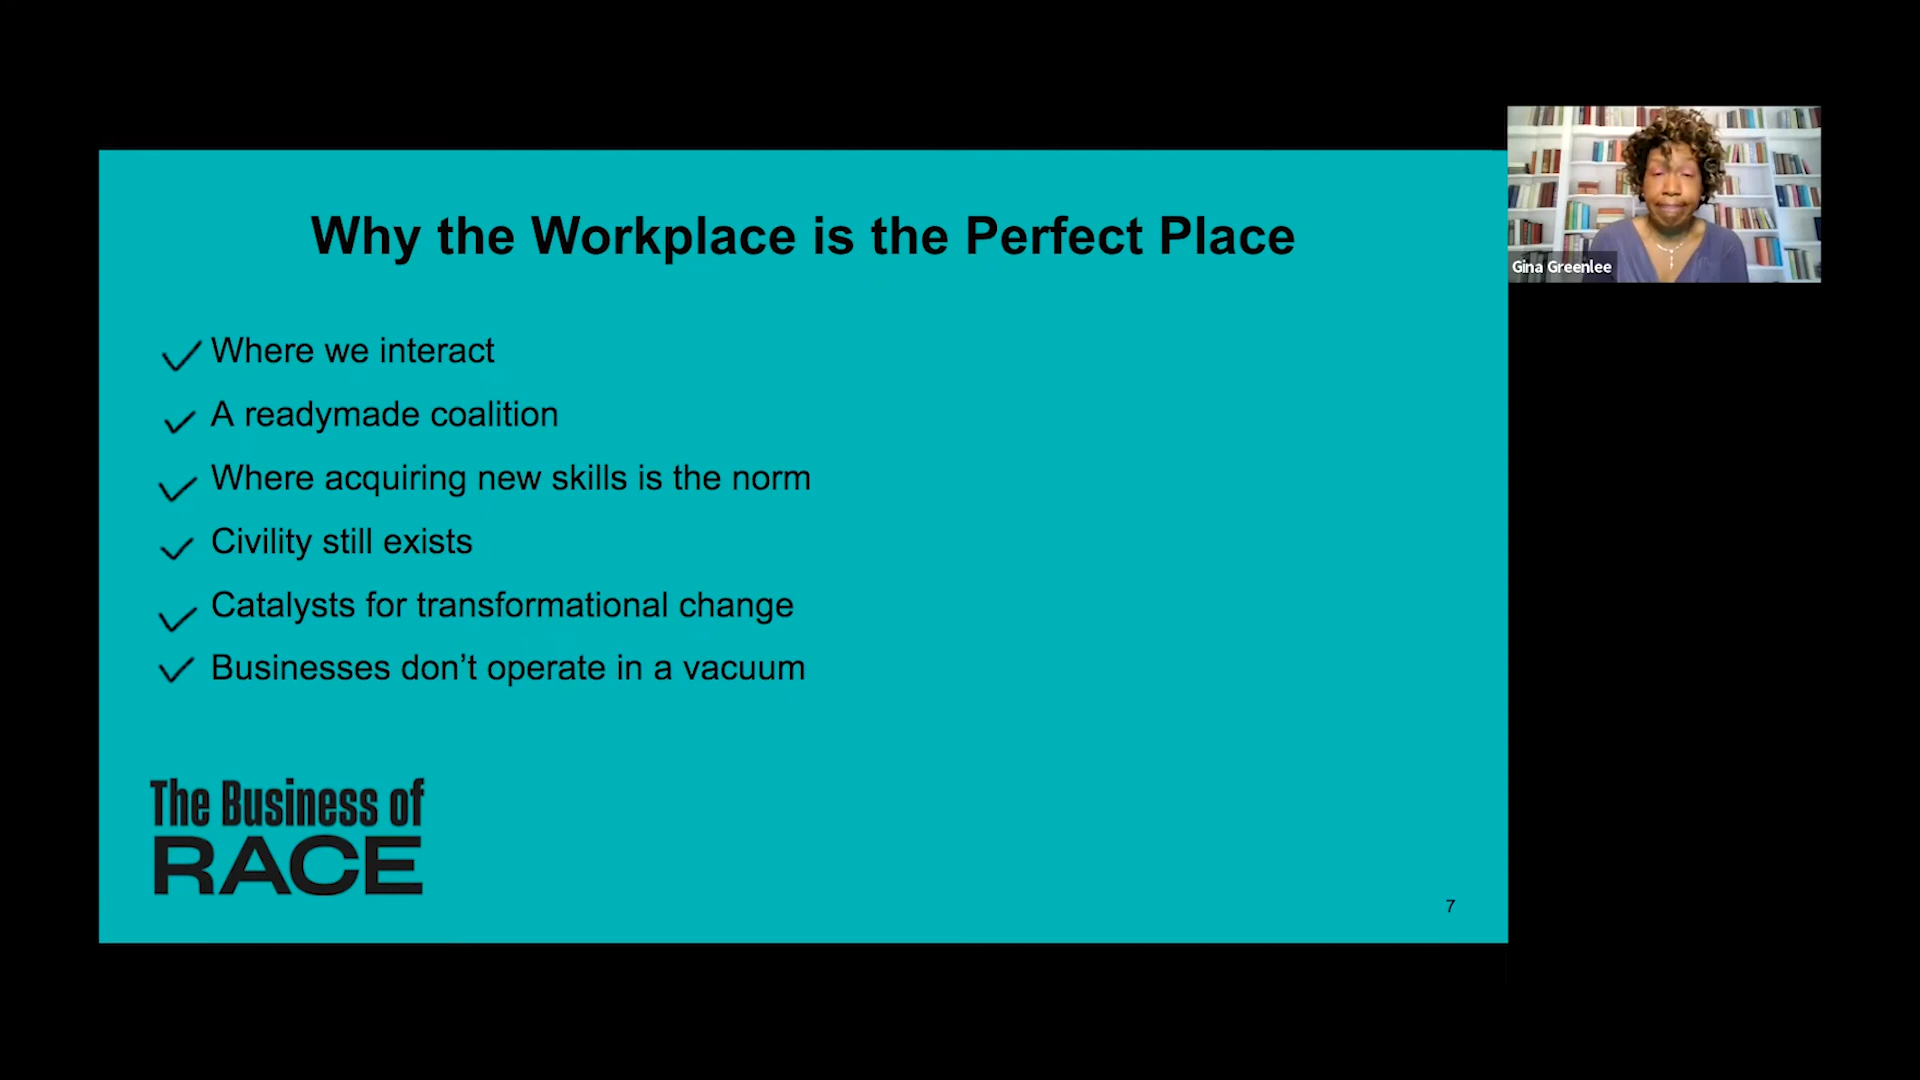 Why the Workplace is the Perfect Place
Gina Greenlee
Where we interact
A readymade coalition
Where acquiring new skills is the norm
Civility still exists
Catalysts for transformational change
Businesses don’t operate in a vacuum
The Business of
RACE
7